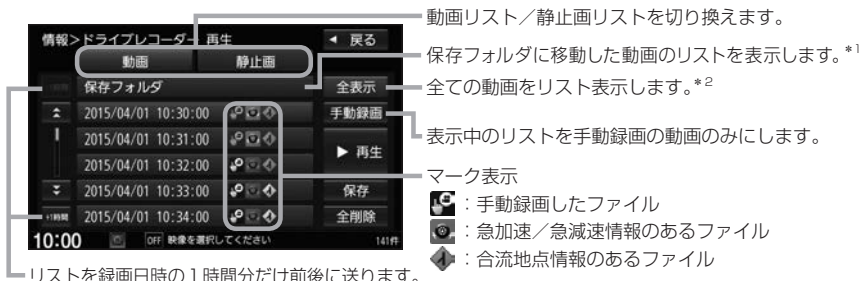 動画リスト／静止画リストを切り換えます。
情報>ドライブレコーダー 再生
◀ 戻る
動画
静止画
保存フォルダに移動した動画のリストを表示します。*1
保存フォルダ
全表示
全ての動画をリスト表示します。*2
2015/04/01 10:30:00
手動録画
2015/04/01 10:31:00
表示中のリストを手動録画の動画のみにします。
▶ 再生
2015/04/01 10:32:00
マーク表示
2015/04/01 10:33:00
保存
：手動録画したファイル
+1時間
2015/04/01 10:34:00
全削除
：急加速／急減速情報のあるファイル
10:00
OFF 映像を選択してください
141件
：合流地点情報のあるファイル
リストを録画日時の1時間分だけ前後に送ります。